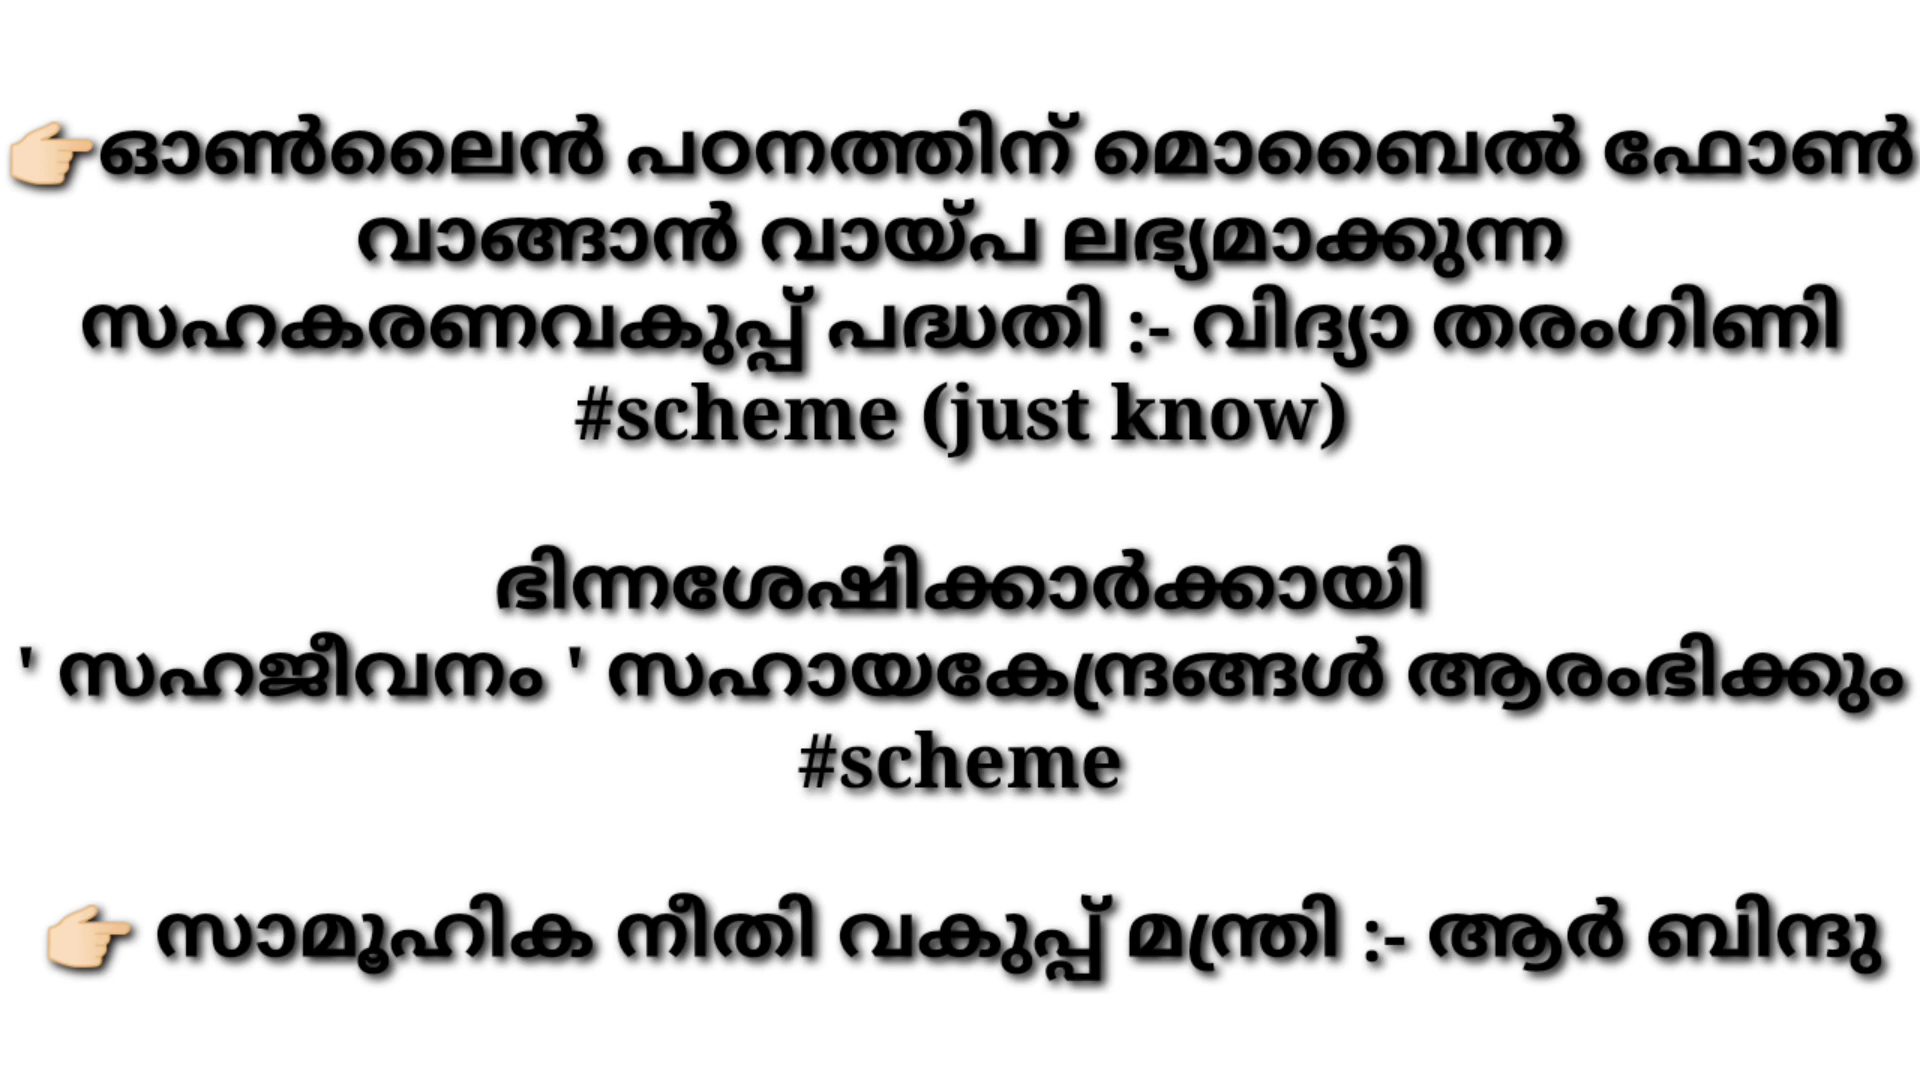 👉🏻ഓൺലൈൻ പഠനത്തിന് മൊബൈൽ ഫോൺ
വാങ്ങാൻ വായ്പ ലഭ്യമാക്കുന്ന
സഹകരണവകുപ്പ് പദ്ധതി :- വിദ്യാ തരംഗിണി
#scheme (just know)
ഭിന്നശേഷിക്കാർക്കായി
' സഹജീവനം ' സഹായകേന്ദ്രങ്ങൾ ആരംഭിക്കും
#scheme
👉🏻 സാമൂഹിക നീതി വകുപ്പ് മന്ത്രി :- ആർ ബിന്ദു